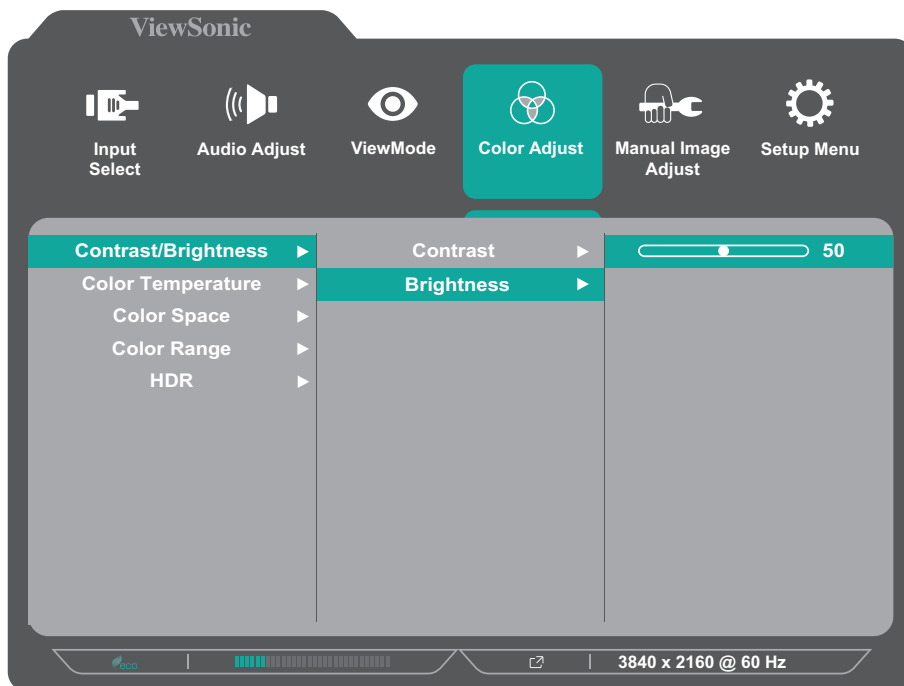 ViewSonic
Input
Select
Audio Adjust
ViewMode
Color Adjust
Manual Image
Adjust
Setup Menu
Contrast/Brightness
Contrast
50
Color Temperature
Brightness
Color Space
Color Range
HDR
eco
3840 x 2160 @ 60 Hz